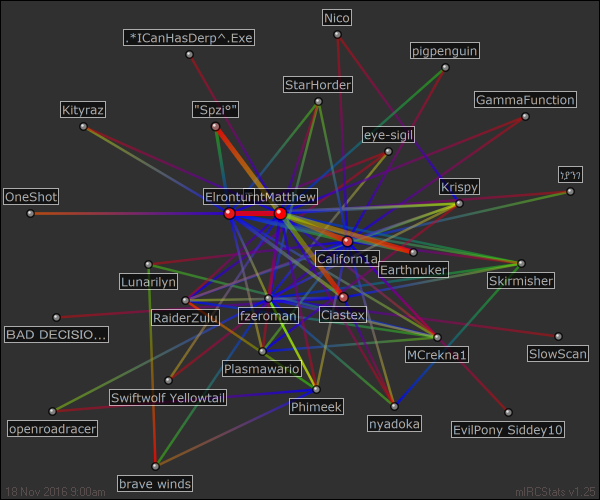 Nico
.*ICanHasDerp^.Exe
pigpenguin
StarHorder
GammaFunction
Kityraz
"Spzi°"
eye-sigil
Krispy
OneShot
Matthew
Californ1a
Earthnuker
Lunarilyn
Skirmisher
RaiderZulu
fzeroman
Ciastex
BAD DECISIO...
MCrekna1
SlowScan
Plasmawario
Swiftwolf Yellowtail
Phimeek
nyadoka
openroadracer
EvilPony Siddey10
brave winds
18 Nov 2016 9:00am
mIRCStats v1.25